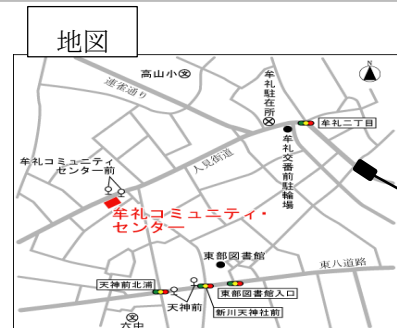 地図
高山小
連雀通り
牟礼駐在所
牟礼二丁目
牟礼コミュニティ
センター前
人見街道
牟礼交番前駐輪場
牟礼コミュニティ・
センター
東部図書館
東八道路
天神前北浦
天神前
東部図書館入口
新川天神社前
六中
N